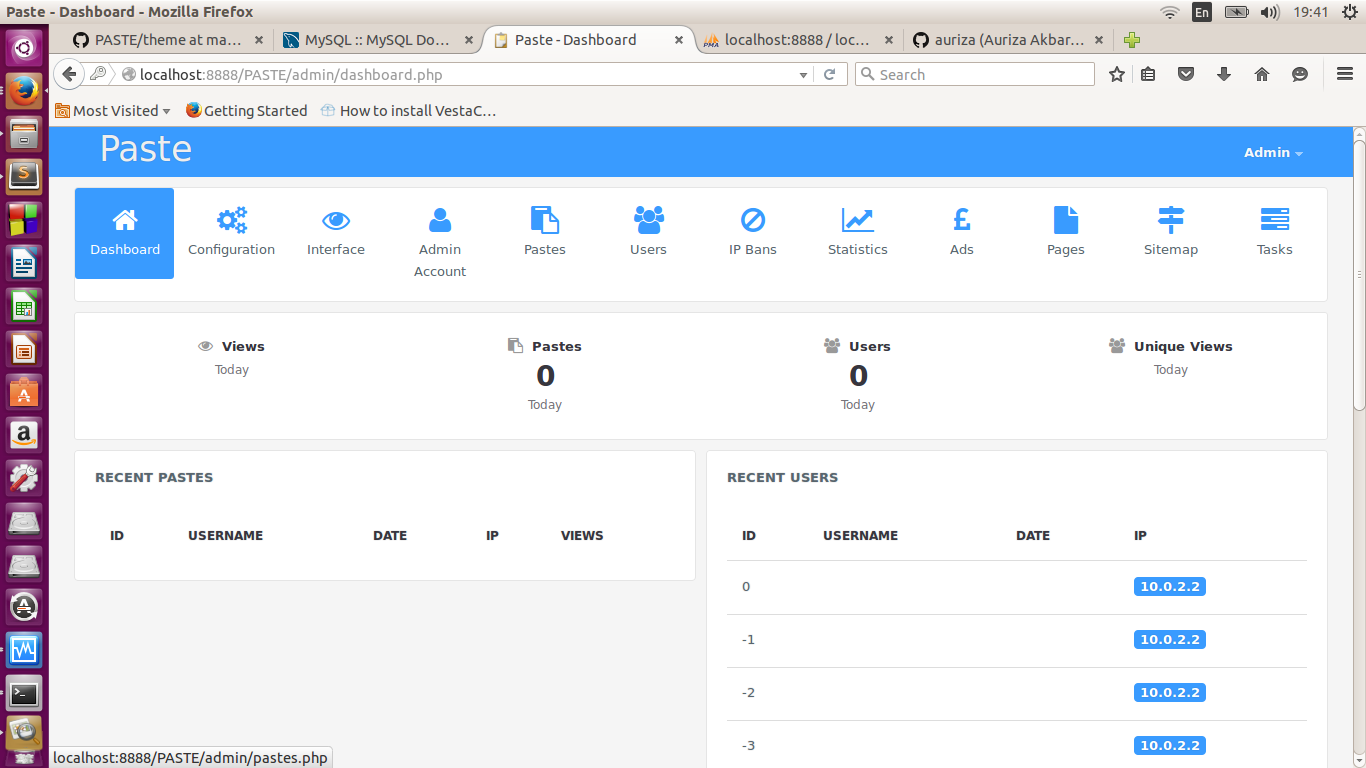 Paste - Dashboard - Mozilla Firefox
En
19:41
PASTE/theme at ma...
MySQL :: MySQL Do...
Paste - Dashboard
localhost:8888 / loc...
auriza (Auriza Akbar...
localhost:8888/PASTE/admin/dashboard.php
Search
Most Visited
Getting Started
How to install VestaC...
Paste
Admin
Dashboard
Configuration
Interface
Admin
Account
Pastes
Users
IP Bans
Statistics
Ads
Pages
Sitemap
Tasks
Views
Today
Pastes
0
Today
Users
0
Today
Unique Views
Today
RECENT PASTES
ID USERNAME DATE IP VIEWS
RECENT USERS
ID USERNAME DATE IP
0 10.0.2.2
-1 10.0.2.2
-2 10.0.2.2
-3 10.0.2.2
localhost:8888/PASTE/admin/pastes.php